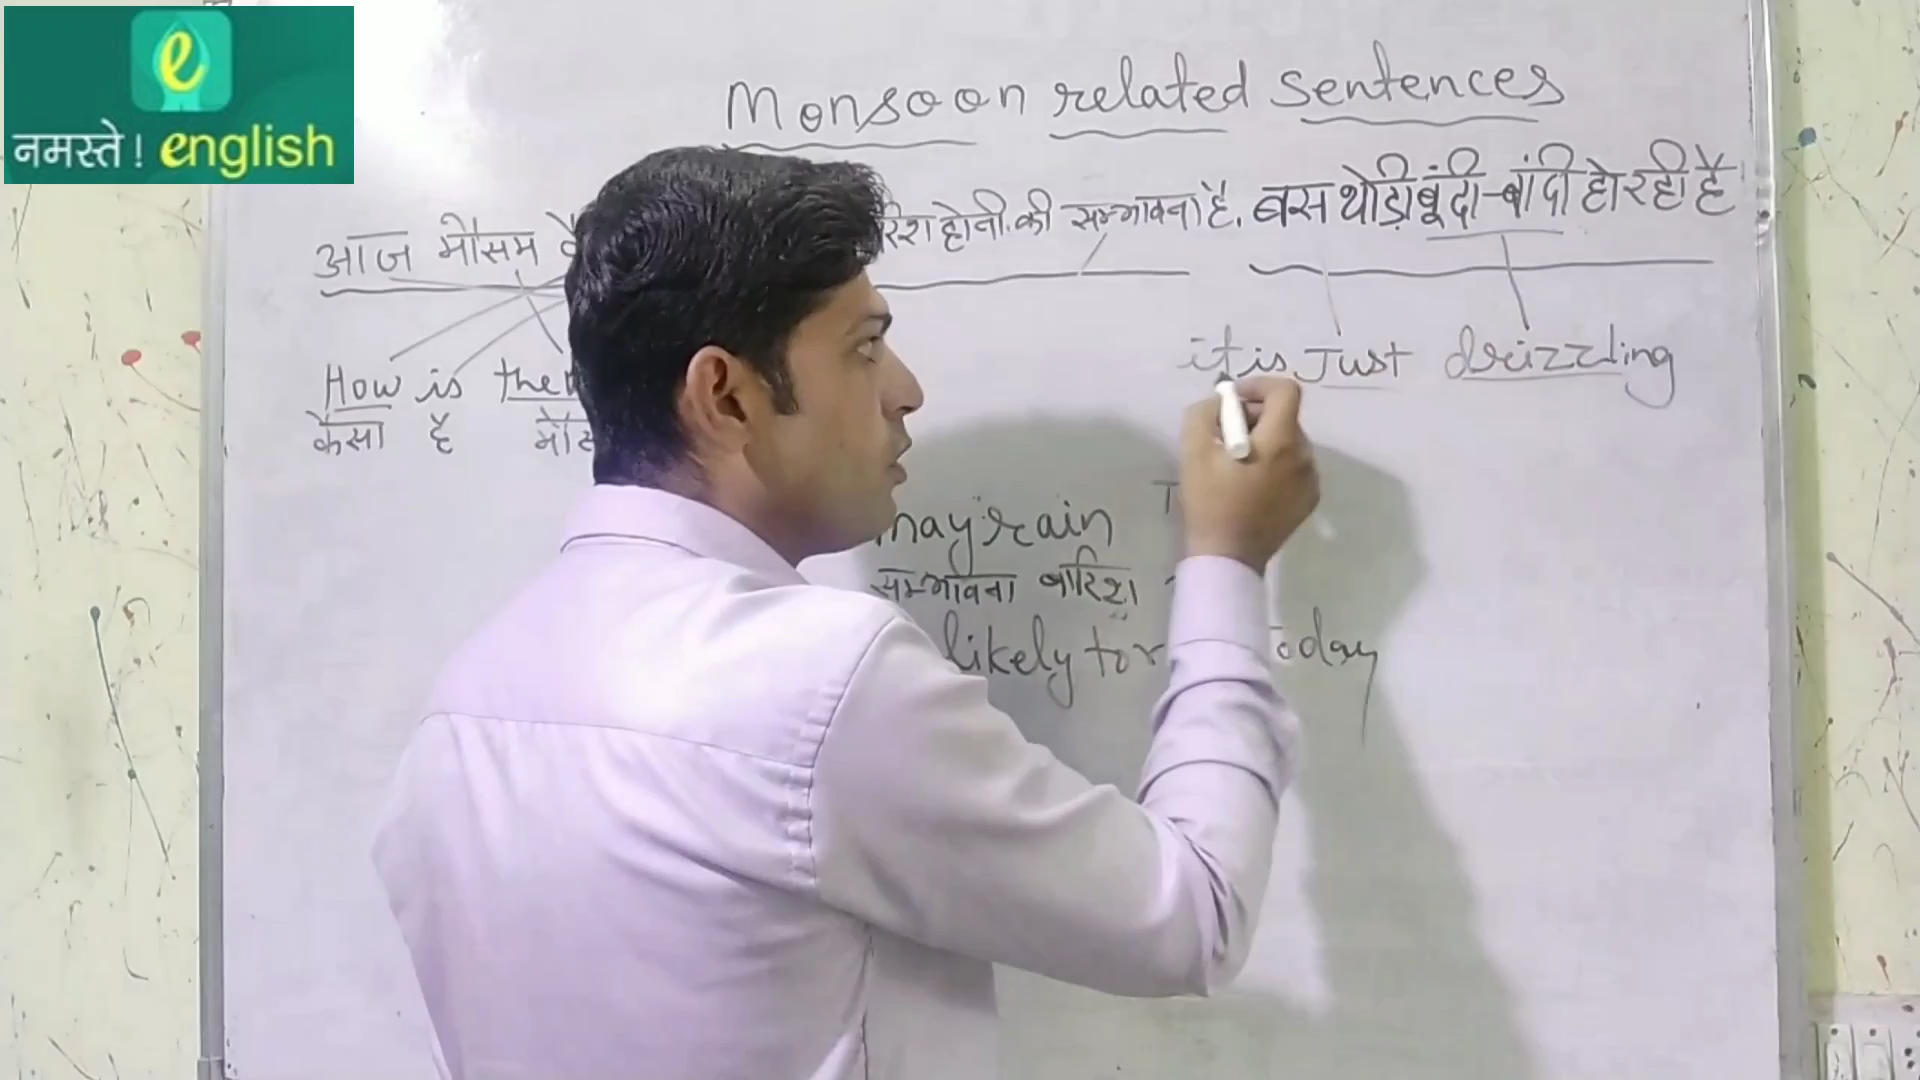 नमस्ते! english
Monsoon related sentences
आज मौसम
होनी की सम्भावना है. बस थोड़ी बूंदी-बांदी हो रही है
How is the
it is Just drizzling
कैसा है
may rain
सम्भावना बारिश
likely to
today